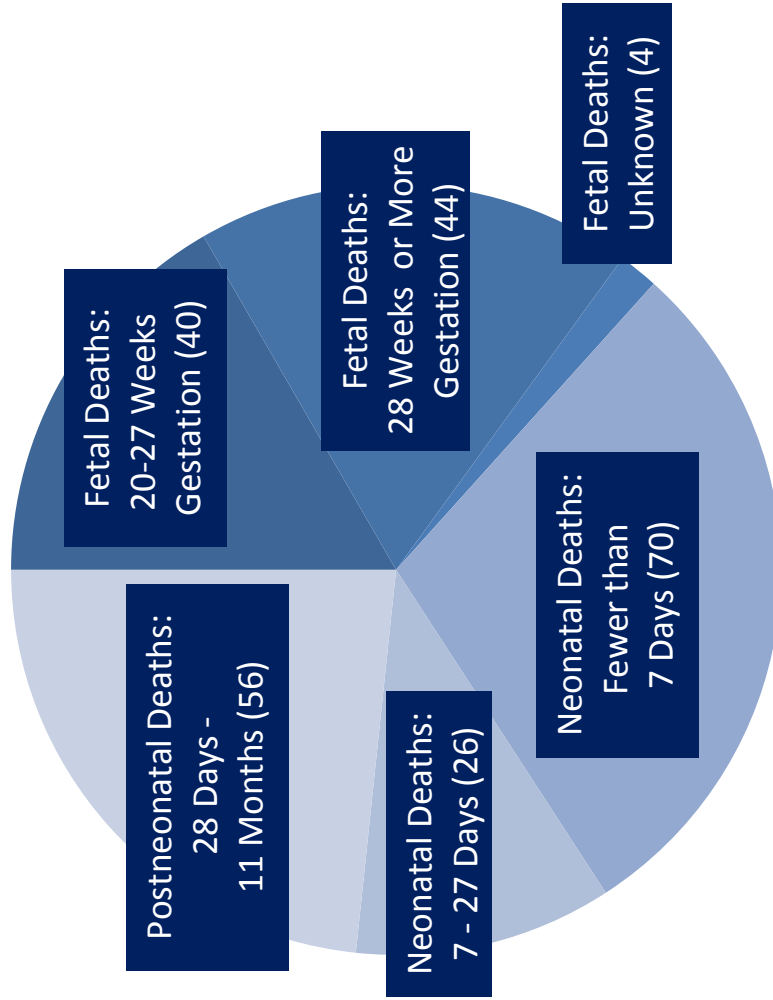 Fetal Deaths:
20-27 Weeks
Gestation (40)
Fetal Deaths:
28 Weeks or More
Gestation (44)
Fetal Deaths:
Unknown (4)
Neonatal Deaths:
Fewer than
7 Days (70)
Neonatal Deaths:
7 - 27 Days (26)
Postneonatal Deaths:
28 Days -
11 Months (56)